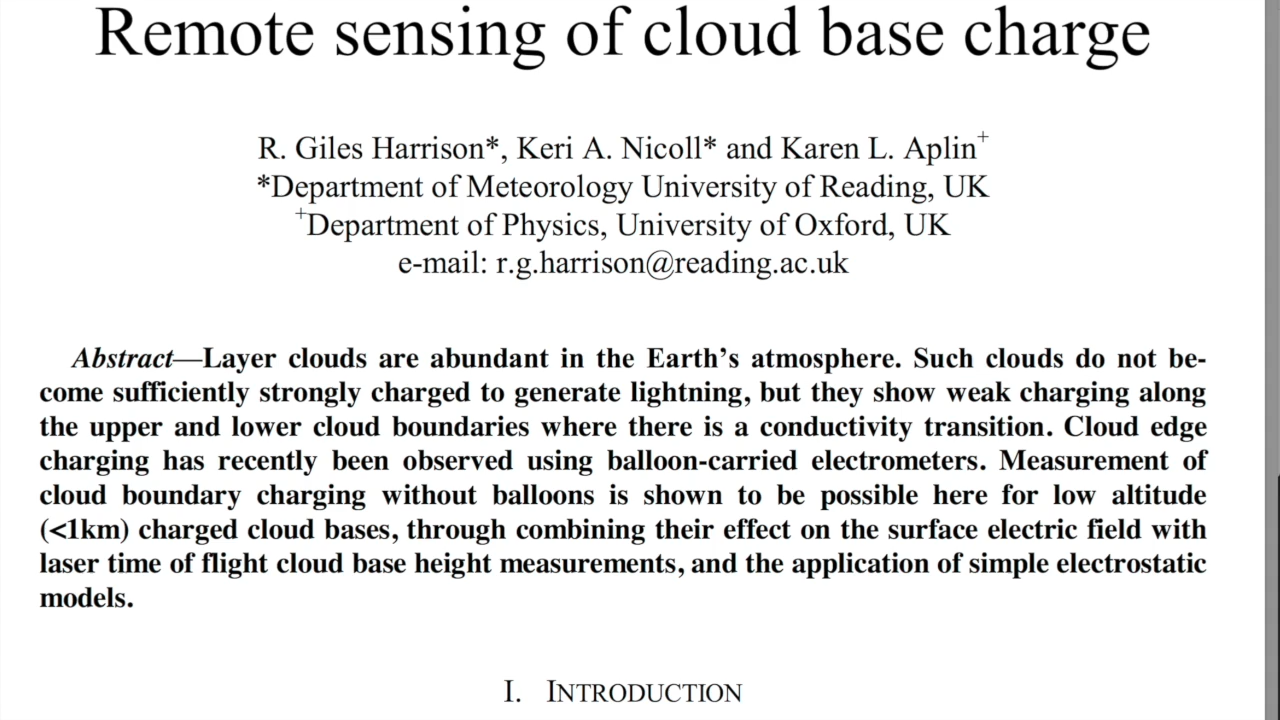 Remote sensing of cloud base charge
R. Giles Harrison*, Keri A. Nicoll* and Karen L. Aplin+
*Department of Meteorology University of Reading, UK
+Department of Physics, University of Oxford, UK
e-mail: r.g.harrison@reading.ac.uk
Abstract—Layer clouds are abundant in the Earth's atmosphere. Such clouds do not be-
come sufficiently strongly charged to generate lightning, but they show weak charging along
the upper and lower cloud boundaries where there is a conductivity transition. Cloud edge
charging has recently been observed using balloon-carried electrometers. Measurement of
cloud boundary charging without balloons is shown to be possible here for low altitude
(<1km) charged cloud bases, through combining their effect on the surface electric field with
laser time of flight cloud base height measurements, and the application of simple electrostatic
models.
I. INTRODUCTION